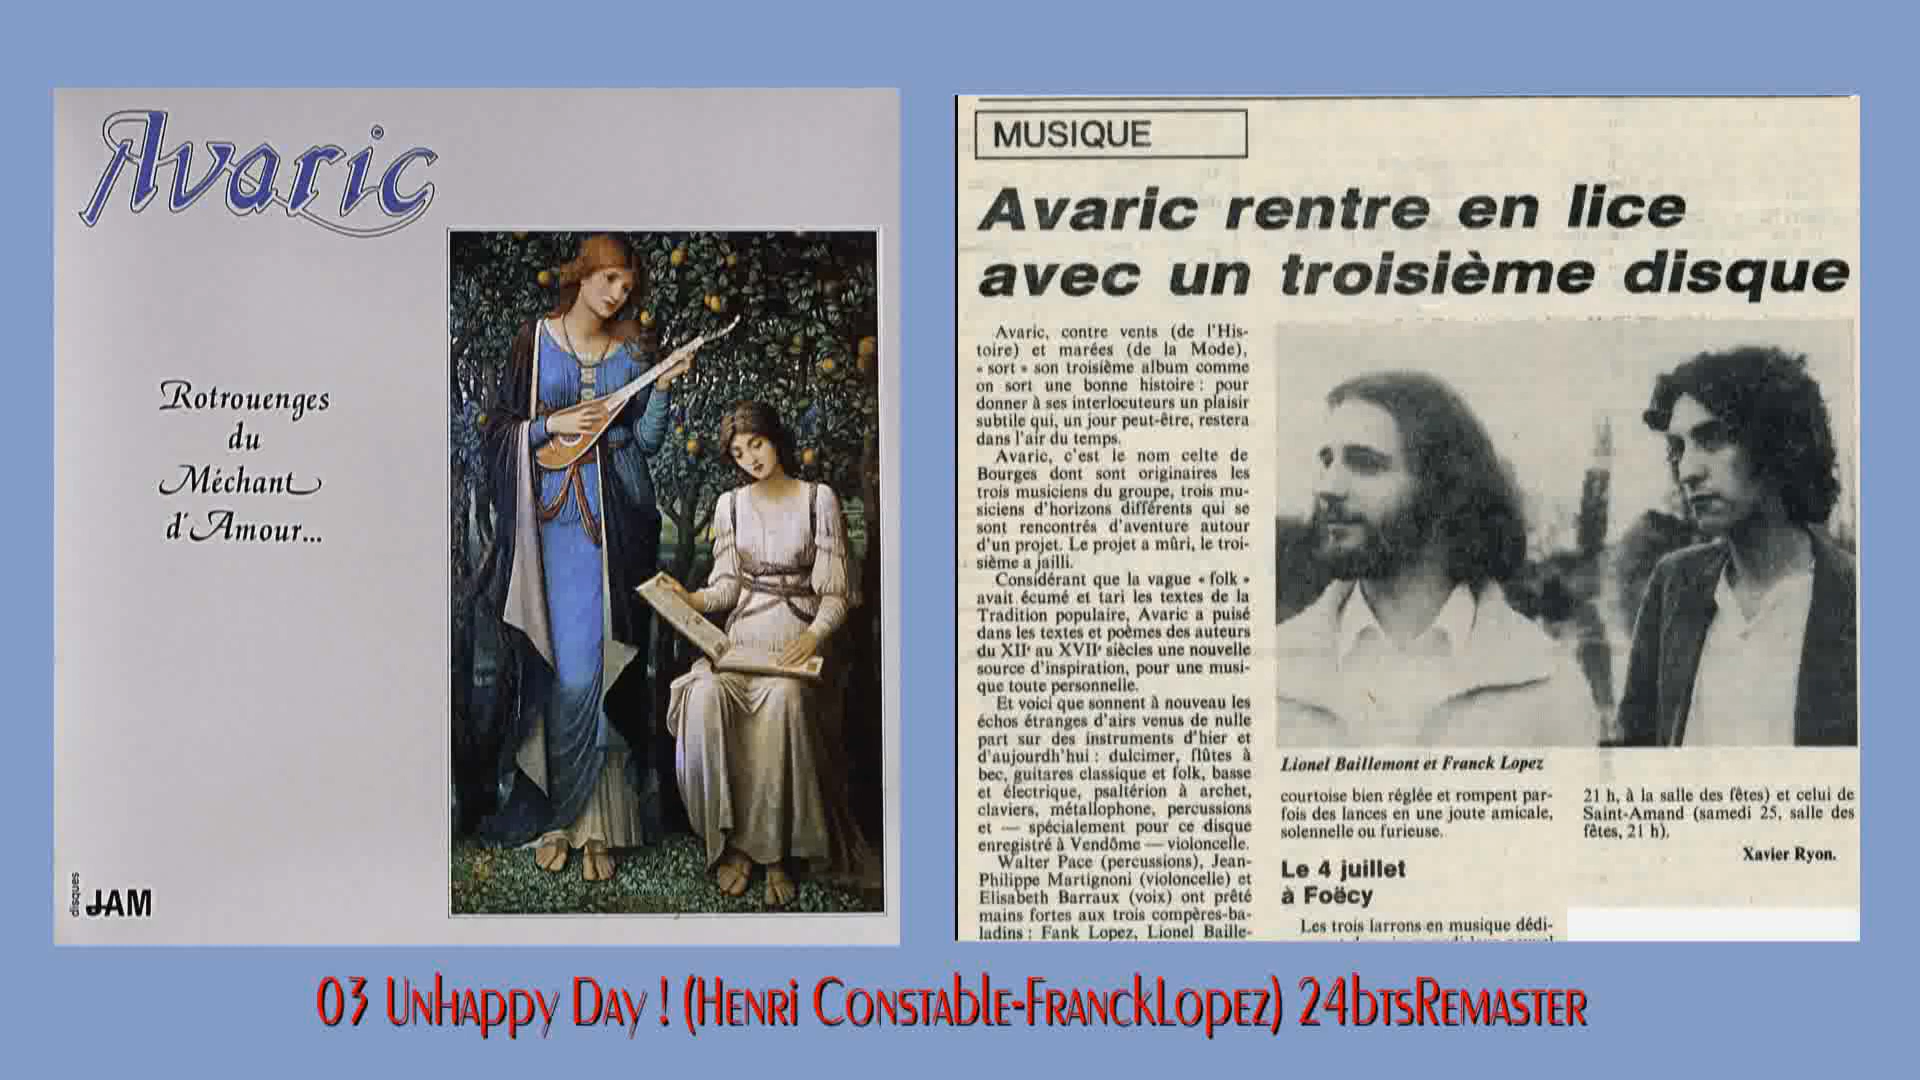 Avaric
Rotrouenges
du
Méchant
d'Amour...
disques JAM
MUSIQUE
Avaric rentre en lice
avec un troisième disque
Avaric, contre vents (de l'His-
toire) et marées (de la Mode),
« sort » son troisième album comme
on sort une bonne histoire : pour
donner à ses interlocuteurs un plaisir
subtile qui, un jour peut-être, restera
dans l'air du temps.
Avaric, c'est le nom celte de
Bourges dont sont originaires les
trois musiciens du groupe, trois mu-
siciens d'horizons différents qui se
sont rencontrés d'aventure autour
d'un projet. Le projet a mûri, le troi-
sième a jailli.
Considérant que la vague « folk »
avait écumé et tari les textes de la
Tradition populaire, Avaric a puisé
dans les textes et poèmes des auteurs
du XIIe au XVIIe siècles une nouvelle
source d'inspiration, pour une musi-
que toute personnelle.
Et voici que sonnent à nouveau les
échos étranges d'airs venus de nulle
part sur des instruments d'hier et
d'aujourdh'hui : dulcimer, flûtes à
bec, guitares classique et folk, basse
et électrique, psaltérion à archet,
claviers, métallophone, percussions
et — spécialement pour ce disque
enregistré à Vendôme — violoncelle.
Walter Pace (percussions), Jean-
Philippe Martignoni (violoncelle) et
Elisabeth Barraux (voix) ont prêté
mains fortes aux trois compères-ba-
ladins : Fank Lopez, Lionel Baille-
Lionel Baillemont et Franck Lopez
courtoise bien réglée et rompent par-
fois des lances en une joute amicale,
solennelle ou furieuse.
Le 4 juillet
à Foëcy
Les trois larrons en musique dédi-
21 h, à la salle des fêtes) et celui de
Saint-Amand (samedi 25, salle des
fêtes, 21 h).
Xavier Ryon.
03 Unhappy Day ! (Henri Constable-FranckLopez) 24btsRemaster